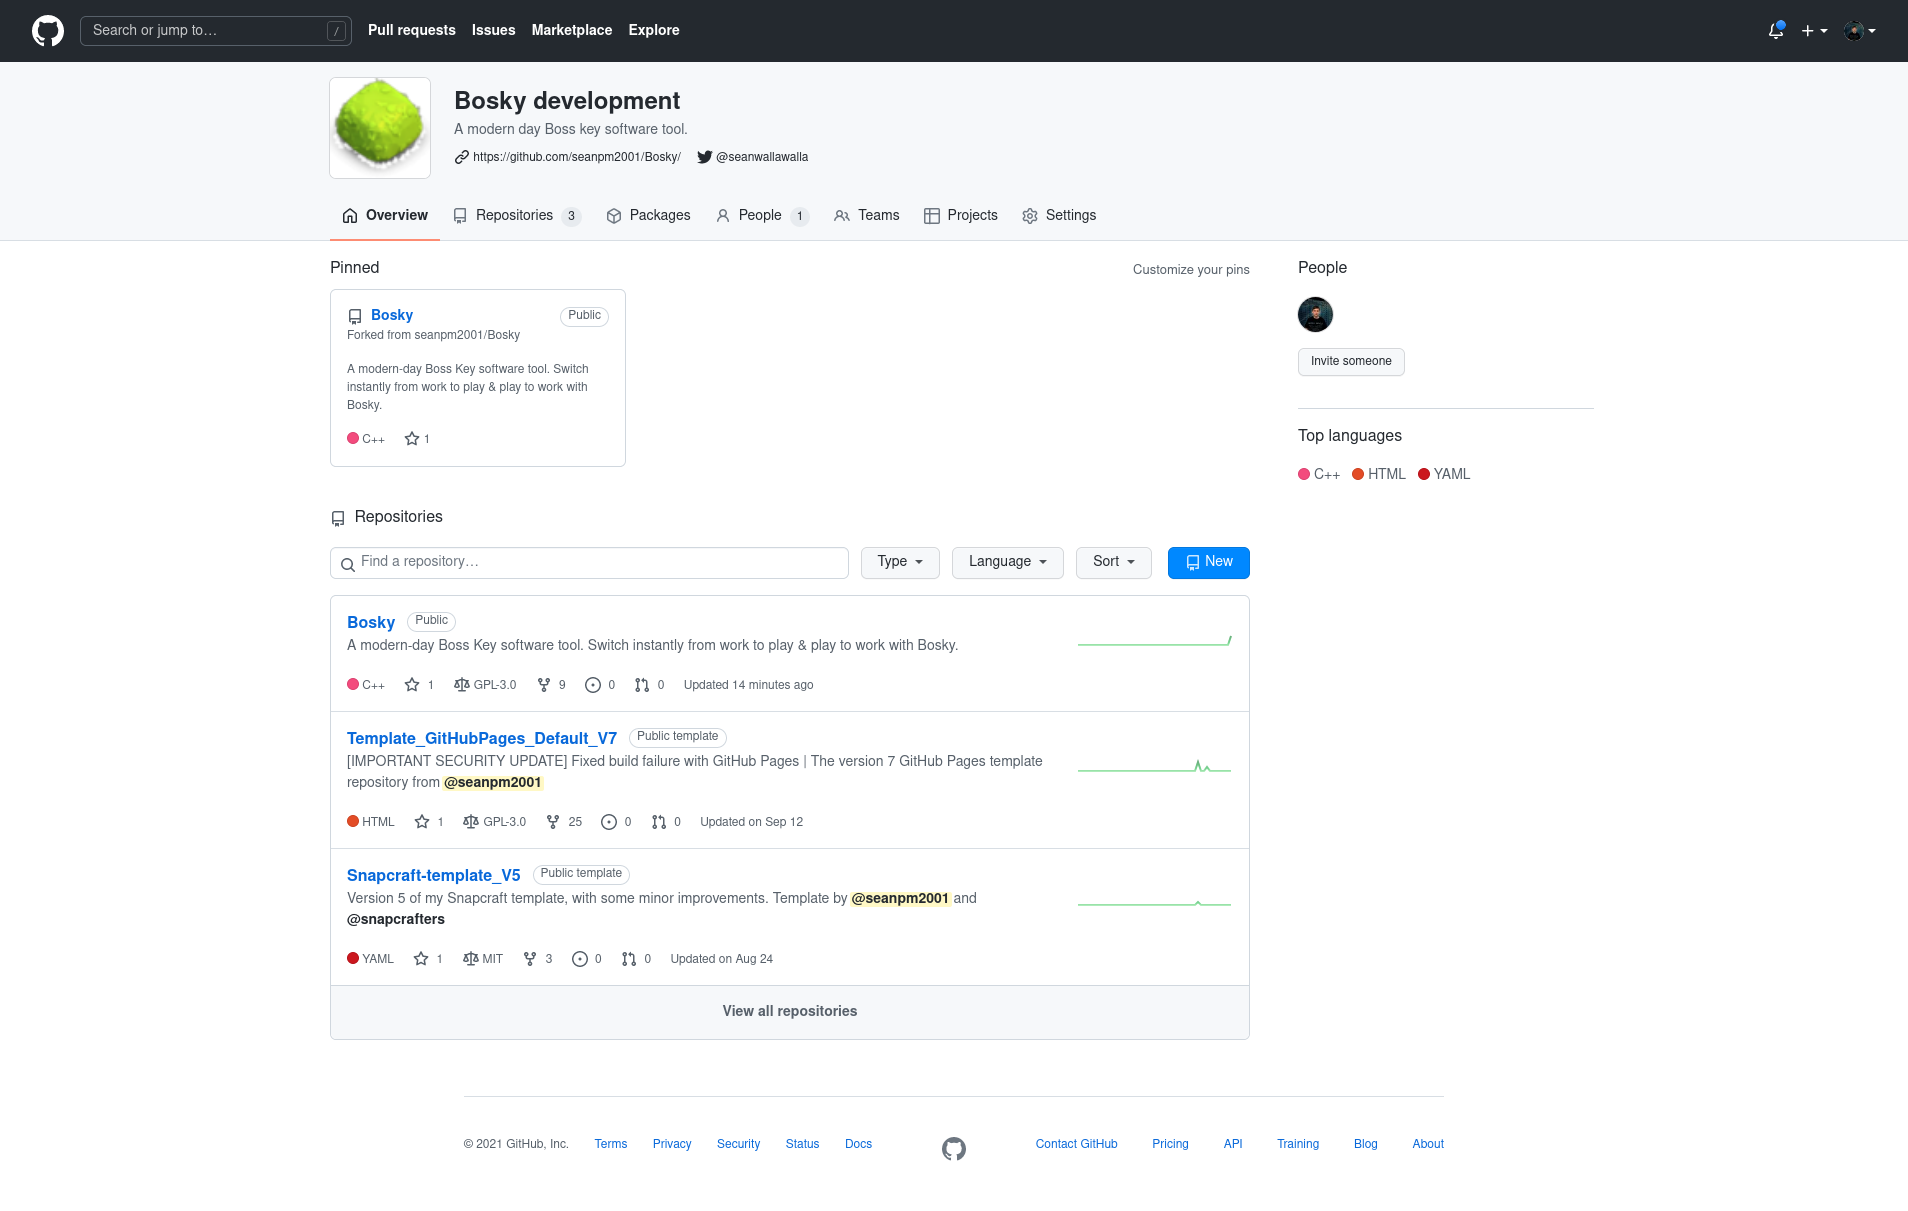 Search or jump to… /
Pull requests Issues Marketplace Explore
Bosky development
A modern day Boss key software tool.
https://github.com/seanpm2001/Bosky/ @seanwallawalla
Overview Repositories 3 Packages People 1 Teams Projects Settings
Pinned
Customize your pins
Bosky Public
Forked from seanpm2001/Bosky
A modern-day Boss Key software tool. Switch
instantly from work to play & play to work with
Bosky.
C++ 1
People
Invite someone
Top languages
C++ HTML YAML
Repositories
Find a repository… Type Language Sort New
Bosky Public
A modern-day Boss Key software tool. Switch instantly from work to play & play to work with Bosky.
C++ 1 GPL-3.0 9 0 0 Updated 14 minutes ago
Template_GitHubPages_Default_V7 Public template
[IMPORTANT SECURITY UPDATE] Fixed build failure with GitHub Pages | The version 7 GitHub Pages template
repository from @seanpm2001
HTML 1 GPL-3.0 25 0 0 Updated on Sep 12
Snapcraft-template_V5 Public template
Version 5 of my Snapcraft template, with some minor improvements. Template by @seanpm2001 and
@snapcrafters
YAML 1 MIT 3 0 0 Updated on Aug 24
View all repositories
© 2021 GitHub, Inc. Terms Privacy Security Status Docs Contact GitHub Pricing API Training Blog About